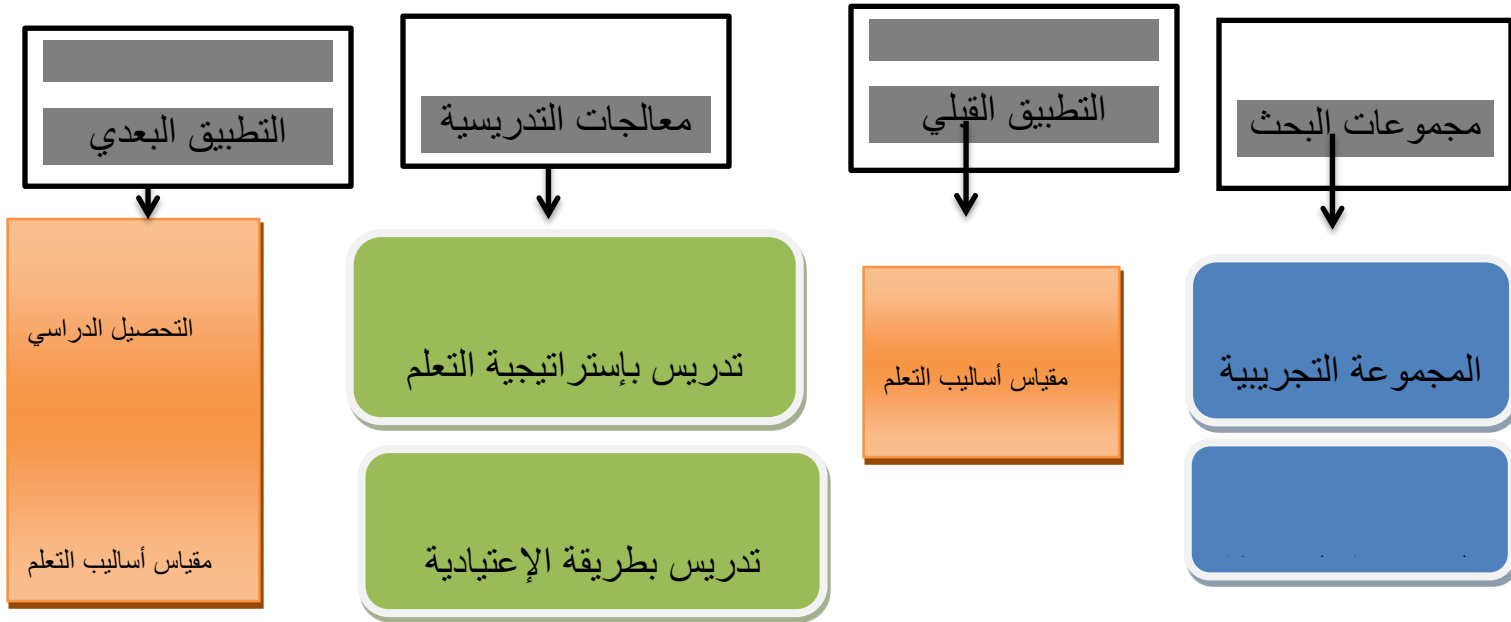 مجموعات البحث
التطبيق القبلي
معالجات التدريسية
التطبيق البعدي
المجموعة التجريبية
مقياس أساليب التعلم
تدريس بإستراتيجية التعلم
تدريس بطريقة الإعتيادية
التحصيل الدراسي
مقياس أساليب التعلم